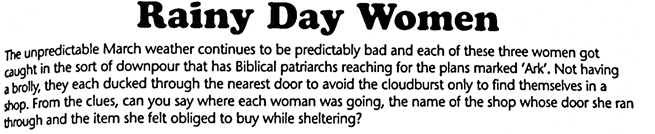 Rainy Day Women
The unpredictable March weather continues to be predictably bad and each of these three women got
caught in the sort of downpour that has Biblical patriarchs reaching for the plans marked ‘Ark’. Not having
a brolly, they each ducked through the nearest door to avoid the cloudburst only to find themselves in a
shop. From the clues, can you say where each woman was going, the name of the shop whose door she ran
through and the item she felt obliged to buy while sheltering?